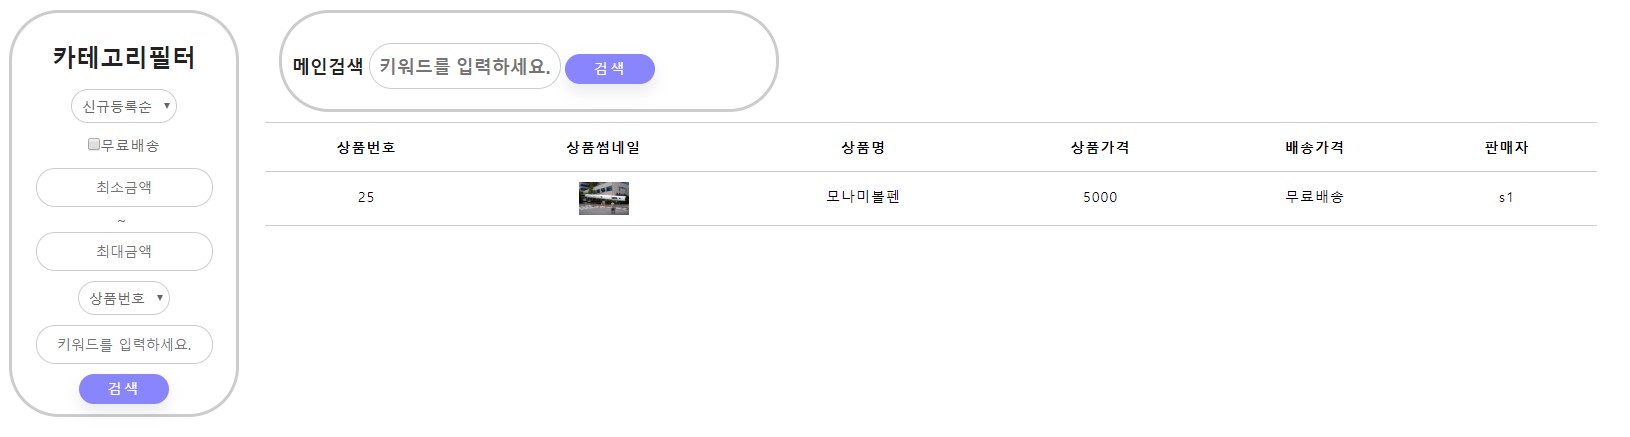 카테고리필터
신규등록순
무료배송
최소금액
~
최대금액
상품번호
키워드를 입력하세요.
검색
메인검색 키워드를 입력하세요. 검색
상품번호 상품썸네일 상품명 상품가격 배송가격 판매자
25 모나미볼펜 5000 무료배송 s1